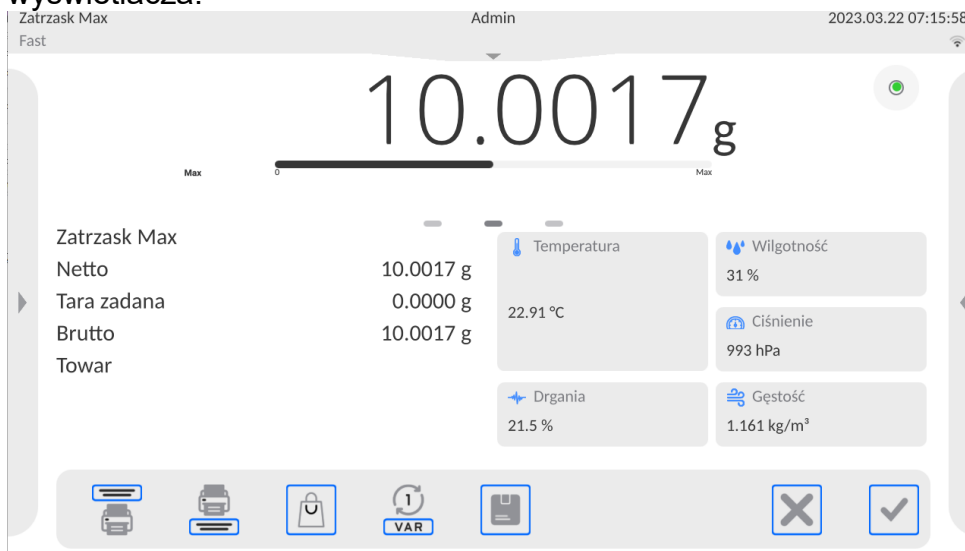 wyświetlacza.
Zatrzask Max Admin 2023.03.22 07:15:58
Fast
10.0017 g
Max 0 Max
Zatrzask Max
Netto 10.0017 g
Tara zadana 0.0000 g
Brutto 10.0017 g
Towar
Temperatura
22.91 °C
Wilgotność
31 %
Ciśnienie
993 hPa
Drgania
21.5 %
Gęstość
1.161 kg/m³
1
VAR